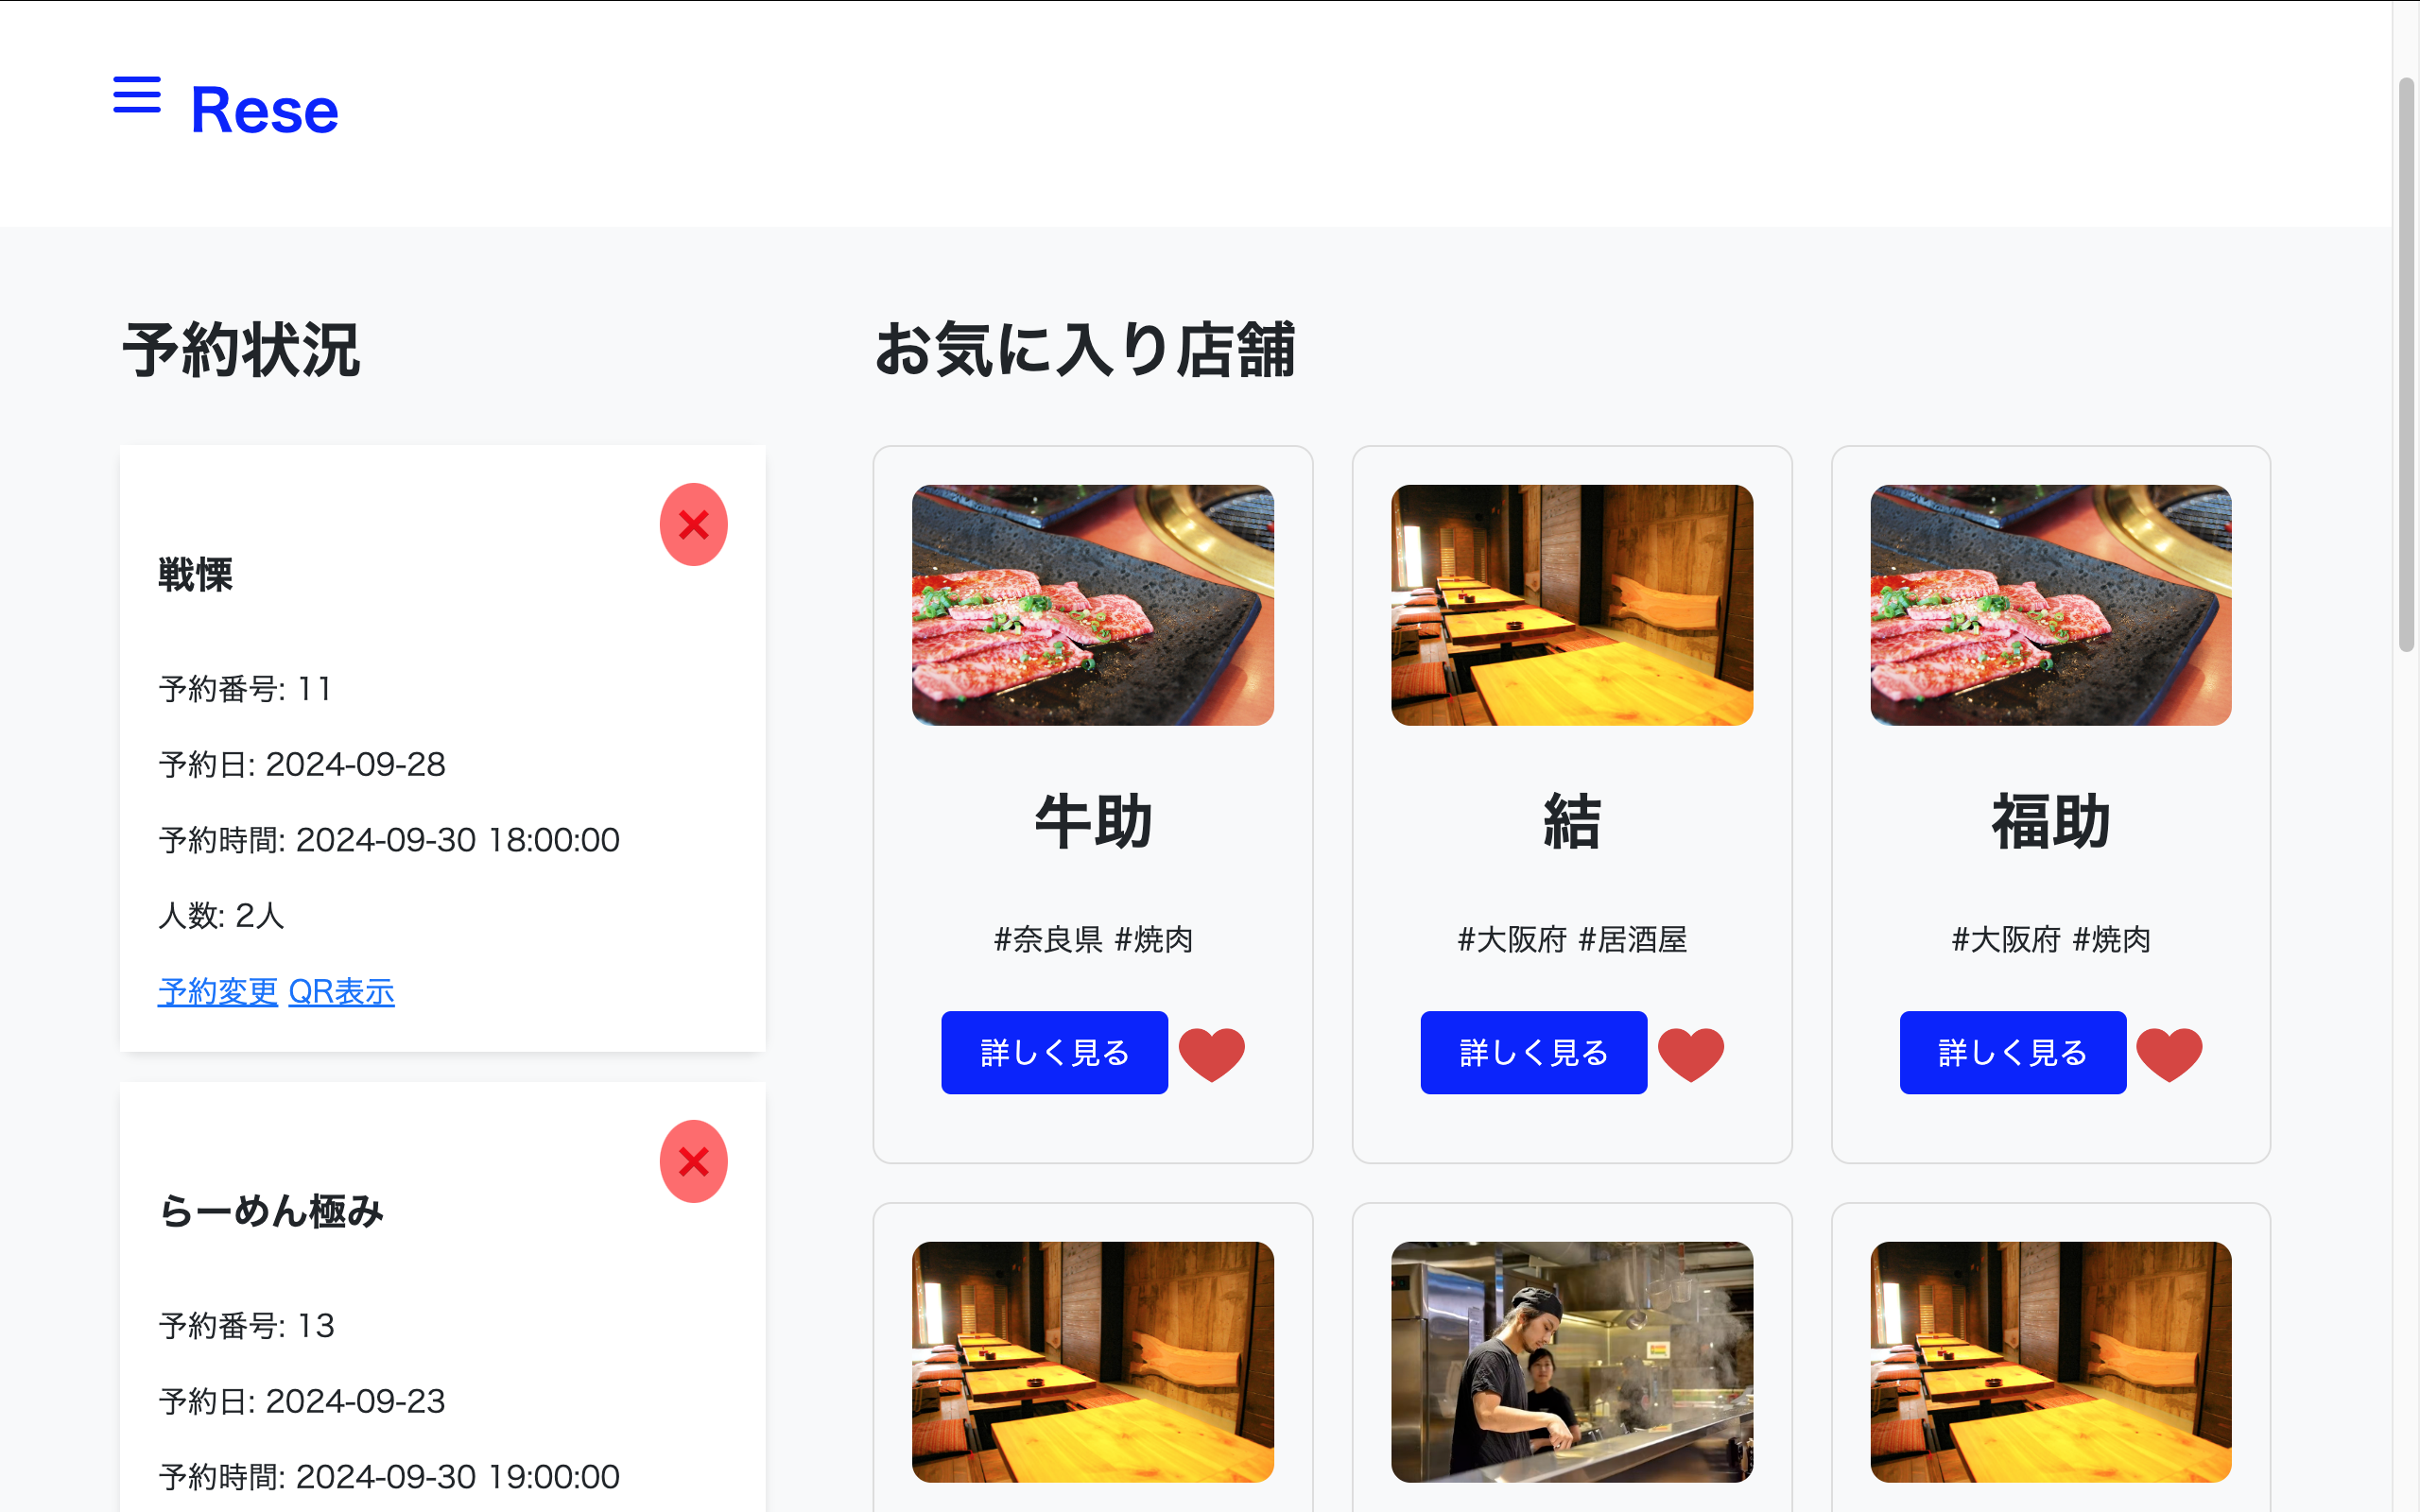 Rese
予約状況
戦慄
予約番号: 11
予約日: 2024-09-28
予約時間: 2024-09-30 18:00:00
人数: 2人
予約変更 QR表示
らーめん極み
予約番号: 13
予約日: 2024-09-23
予約時間: 2024-09-30 19:00:00
お気に入り店舗
牛助
#奈良県 #焼肉
詳しく見る
結
#大阪府 #居酒屋
詳しく見る
福助
#大阪府 #焼肉
詳しく見る